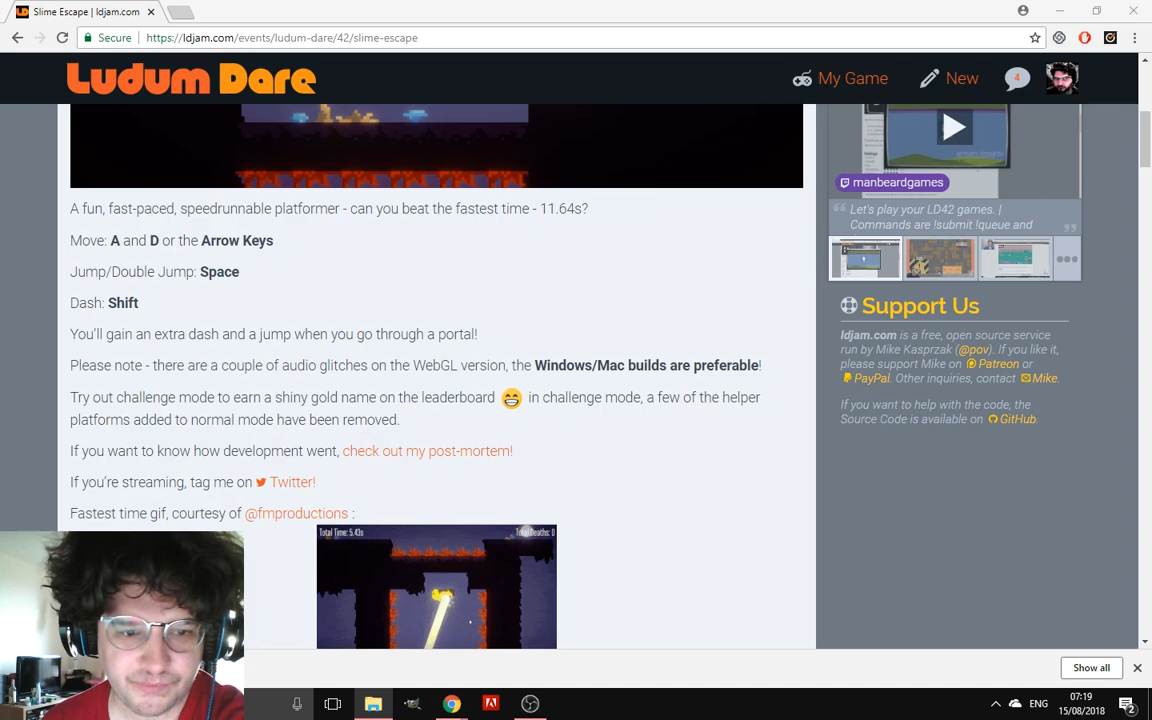 Slime Escape | ldjam.com
Secure https://ldjam.com/events/ludum-dare/42/slime-escape
LUDUM DARE
My Game
New
4
manbeardgames
Let's play your LD42 games. |
Commands are !submit !queue and
A fun, fast-paced, speedrunnable platformer - can you beat the fastest time - 11.64s?
Move: A and D or the Arrow Keys
Jump/Double Jump: Space
Dash: Shift
You'll gain an extra dash and a jump when you go through a portal!
Please note - there are a couple of audio glitches on the WebGL version, the Windows/Mac builds are preferable!
Try out challenge mode to earn a shiny gold name on the leaderboard 😁 in challenge mode, a few of the helper
platforms added to normal mode have been removed.
If you want to know how development went, check out my post-mortem!
If you're streaming, tag me on Twitter!
Fastest time gif, courtesy of @fmproductions :
Total Time: 5.43s Total Deaths: 0
Support Us
ldjam.com is a free, open source service
run by Mike Kasprzak (@pov). If you like it,
please support Mike on Patreon or
PayPal. Other inquiries, contact Mike.
If you want to help with the code, the
Source Code is available on GitHub.
Show all
ENG
07:19
15/08/2018
2